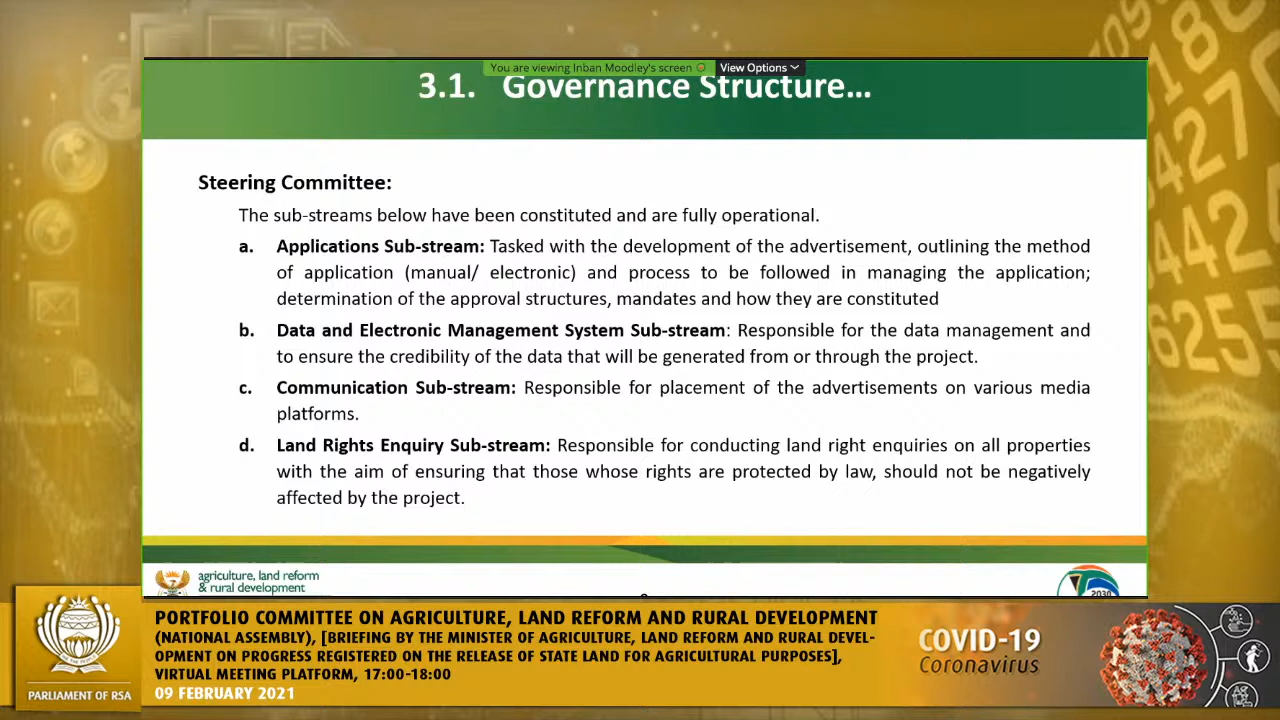 You are viewing Inban Moodley's screen View Options
3.1. Governance Structure...
Steering Committee:
The sub-streams below have been constituted and are fully operational.
a. Applications Sub-stream: Tasked with the development of the advertisement, outlining the method
of application (manual/ electronic) and process to be followed in managing the application;
determination of the approval structures, mandates and how they are constituted
b. Data and Electronic Management System Sub-stream: Responsible for the data management and
to ensure the credibility of the data that will be generated from or through the project.
c. Communication Sub-stream: Responsible for placement of the advertisements on various media
platforms.
d. Land Rights Enquiry Sub-stream: Responsible for conducting land right enquiries on all properties
with the aim of ensuring that those whose rights are protected by law, should not be negatively
affected by the project.
agriculture, land reform
& rural development
2030
PORTFOLIO COMMITTEE ON AGRICULTURE, LAND REFORM AND RURAL DEVELOPMENT
(NATIONAL ASSEMBLY), [BRIEFING BY THE MINISTER OF AGRICULTURE, LAND REFORM AND RURAL DEVEL-
OPMENT ON PROGRESS REGISTERED ON THE RELEASE OF STATE LAND FOR AGRICULTURAL PURPOSES],
VIRTUAL MEETING PLATFORM, 17:00-18:00
09 FEBRUARY 2021
PARLIAMENT OF RSA
COVID-19
Coronavirus